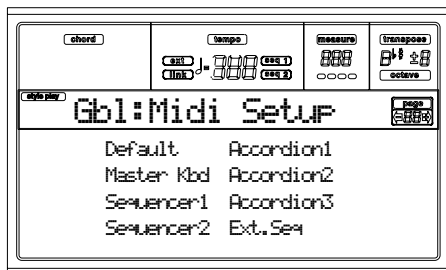 chord tempo measure transpose
ext seq 1
link seq 2
octave
style play
Gbl:Midi Setup page
Default Accordion1
Master Kbd Accordion2
Sequencer1 Accordion3
Sequencer2 Ext.Seq